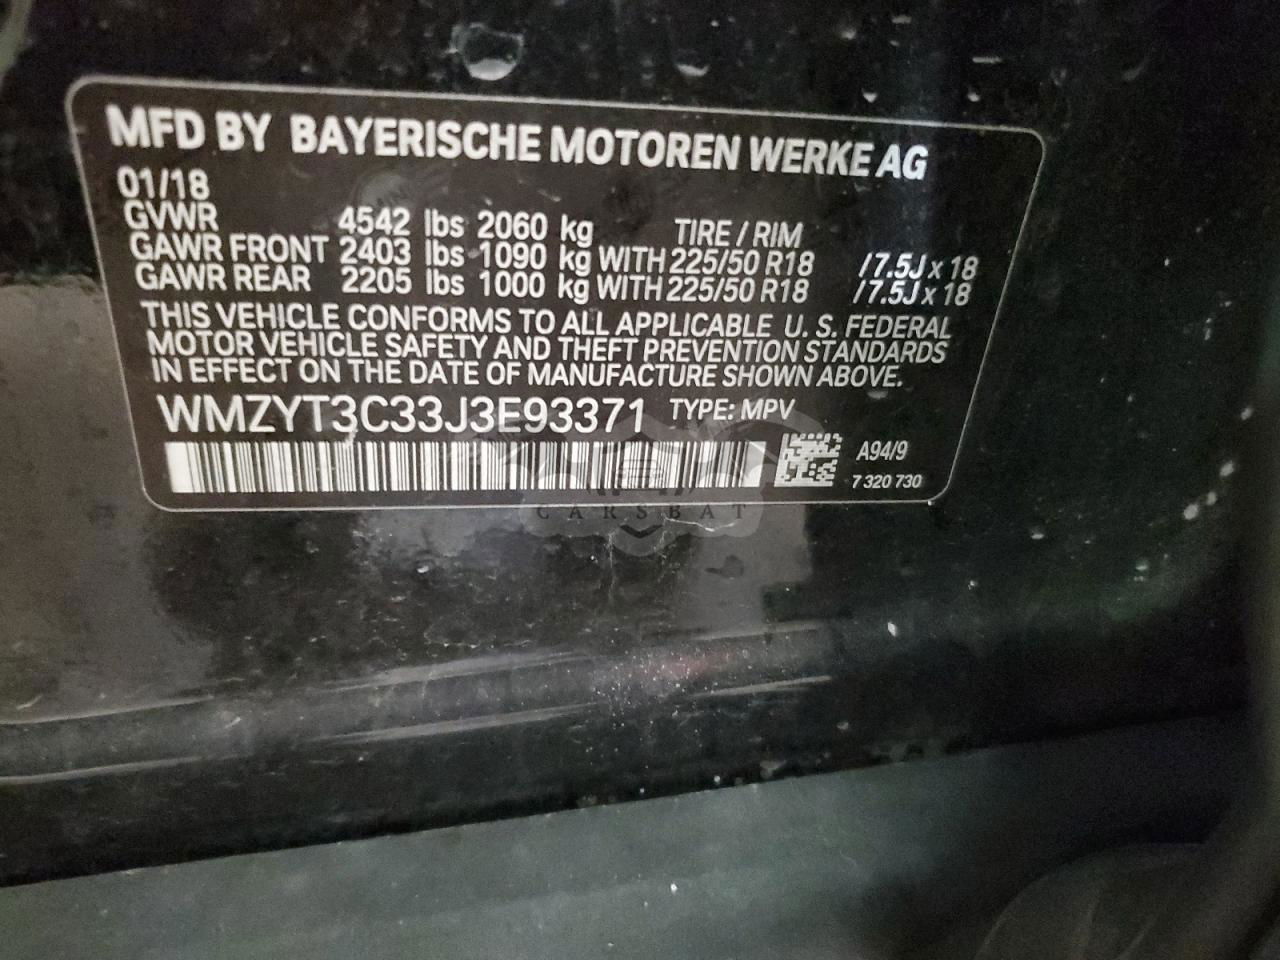 MFD BY BAYERISCHE MOTOREN WERKE AG
01/18
GVWR 4542 lbs 2060 kg TIRE / RIM
GAWR FRONT 2403 lbs 1090 kg WITH 225/50 R18 /7.5J x 18
GAWR REAR 2205 lbs 1000 kg WITH 225/50 R18 /7.5J x 18
THIS VEHICLE CONFORMS TO ALL APPLICABLE U. S. FEDERAL
MOTOR VEHICLE SAFETY AND THEFT PREVENTION STANDARDS
IN EFFECT ON THE DATE OF MANUFACTURE SHOWN ABOVE.
WMZYT3C33J3E93371 TYPE: MPV
A94/9
7 320 730
CARSBAT